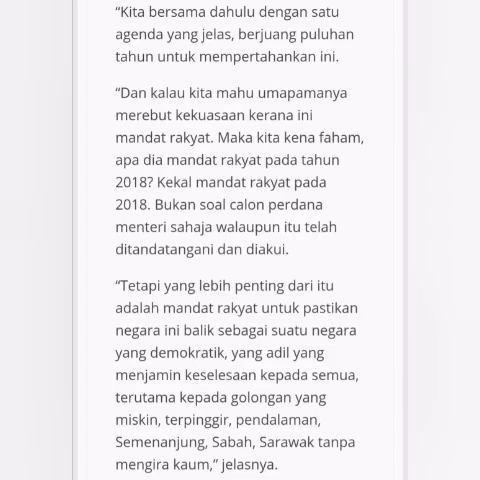 “Kita bersama dahulu dengan satu
agenda yang jelas, berjuang puluhan
tahun untuk mempertahankan ini.
“Dan kalau kita mahu umapamanya
merebut kekuasaan kerana ini
mandat rakyat. Maka kita kena faham,
apa dia mandat rakyat pada tahun
2018? Kekal mandat rakyat pada
2018. Bukan soal calon perdana
menteri sahaja walaupun itu telah
ditandatangani dan diakui.
“Tetapi yang lebih penting dari itu
adalah mandat rakyat untuk pastikan
negara ini balik sebagai suatu negara
yang demokratik, yang adil yang
menjamin keselesaan kepada semua,
terutama kepada golongan yang
miskin, terpinggir, pendalaman,
Semenanjung, Sabah, Sarawak tanpa
mengira kaum,” jelasnya.